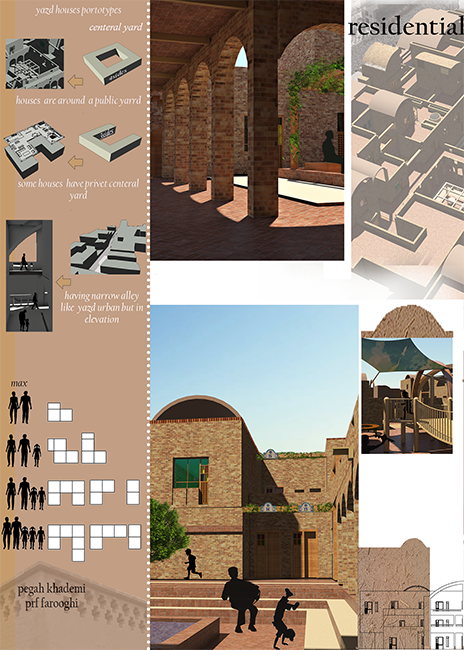 yazd houses portotypes
centeral yard
residential
houses are around a public yarrd
some houses have privet centeral
yard
having narrow alley
like yazd urban but in
elevation
max
pegah khademi
prf farooghi